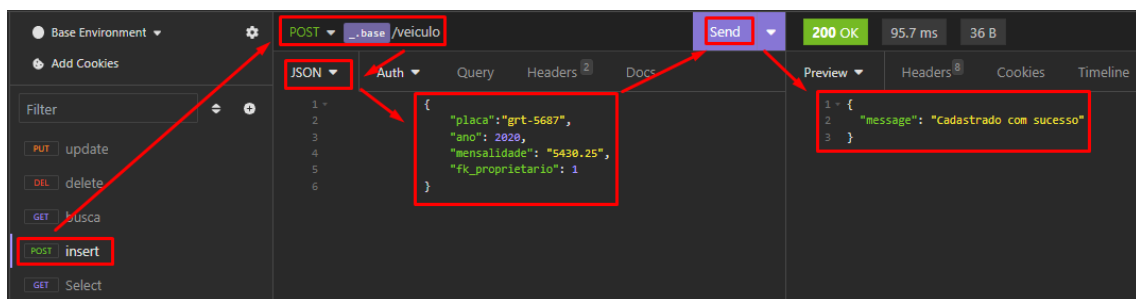 Base Environment
Add Cookies
Filter
PUT update
DEL delete
GET busca
POST insert
GET Select
POST _.base /veiculo Send
JSON Auth Query Headers 2 Docs
1 {
2 "placa":"grt-5687",
3 "ano": 2020,
4 "mensalidade": "5430.25",
5 "fk_proprietario": 1
6 }
200 OK 95.7 ms 36 B
Preview Headers 8 Cookies Timeline
1 {
2 "message": "Cadastrado com sucesso"
3 }